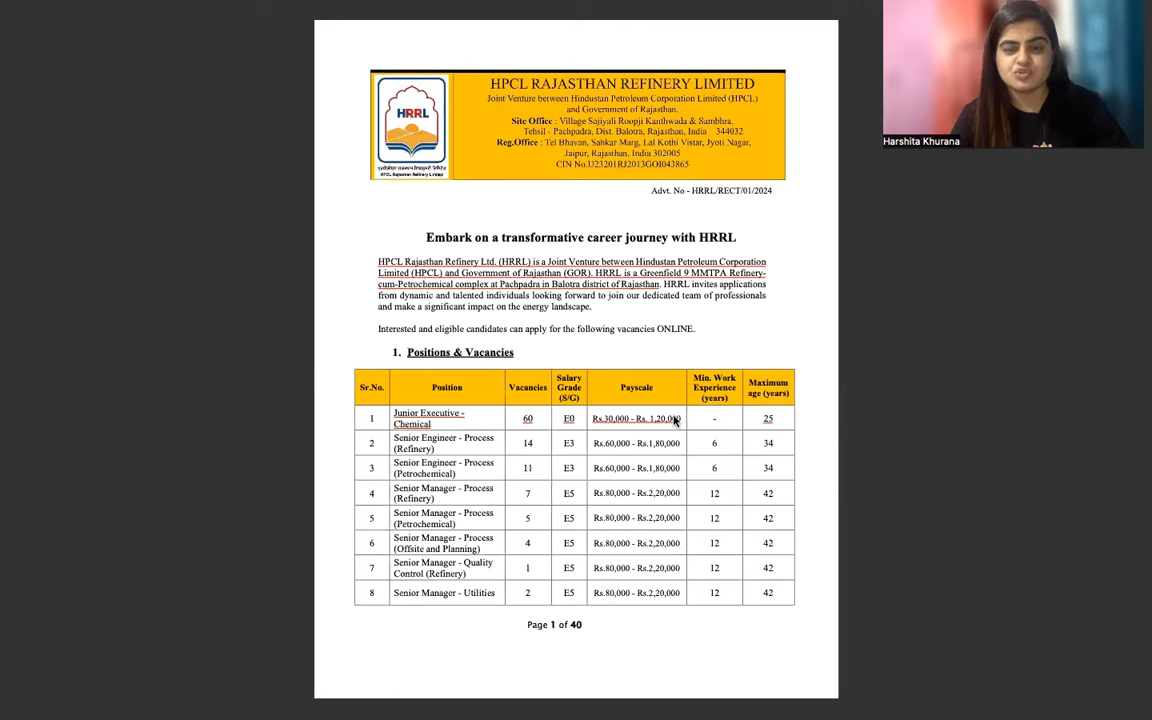 HPCL RAJASTHAN REFINERY LIMITED
Joint Venture between Hindustan Petroleum Corporation Limited (HPCL)
and Government of Rajasthan.
Site Office : Village Sajiyali Roopji Kanthwada & Sambhra.
Tehsil - Pachpadra, Dist. Balotra, Rajasthan, India 344032
Reg.Office : Tel Bhavan, Sahkar Marg, Lal Kothi Vistar, Jyoti Nagar,
Jaipur, Rajasthan, India 302005
CIN No.U23201RJ2013GOI043865
HRRL
HPCL Rajasthan Refinery Limited
Harshita Khurana
Advt. No - HRRL/RECT/01/2024
Embark on a transformative career journey with HRRL
HPCL Rajasthan Refinery Ltd. (HRRL) is a Joint Venture between Hindustan Petroleum Corporation
Limited (HPCL) and Government of Rajasthan (GOR). HRRL is a Greenfield 9 MMTPA Refinery-
cum-Petrochemical complex at Pachpadra in Balotra district of Rajasthan. HRRL invites applications
from dynamic and talented individuals looking forward to join our dedicated team of professionals
and make a significant impact on the energy landscape.
Interested and eligible candidates can apply for the following vacancies ONLINE.
1. Positions & Vacancies
Sr.No. Position Vacancies Salary Grade (S/G) Payscale Min. Work Experience (years) Maximum age (years)
1 Junior Executive - Chemical 60 E0 Rs.30,000 - Rs. 1,20,000 - 25
2 Senior Engineer - Process (Refinery) 14 E3 Rs.60,000 - Rs.1,80,000 6 34
3 Senior Engineer - Process (Petrochemical) 11 E3 Rs.60,000 - Rs.1,80,000 6 34
4 Senior Manager - Process (Refinery) 7 E5 Rs.80,000 - Rs.2,20,000 12 42
5 Senior Manager - Process (Petrochemical) 5 E5 Rs.80,000 - Rs.2,20,000 12 42
6 Senior Manager - Process (Offsite and Planning) 4 E5 Rs.80,000 - Rs.2,20,000 12 42
7 Senior Manager - Quality Control (Refinery) 1 E5 Rs.80,000 - Rs.2,20,000 12 42
8 Senior Manager - Utilities 2 E5 Rs.80,000 - Rs.2,20,000 12 42
Page 1 of 40